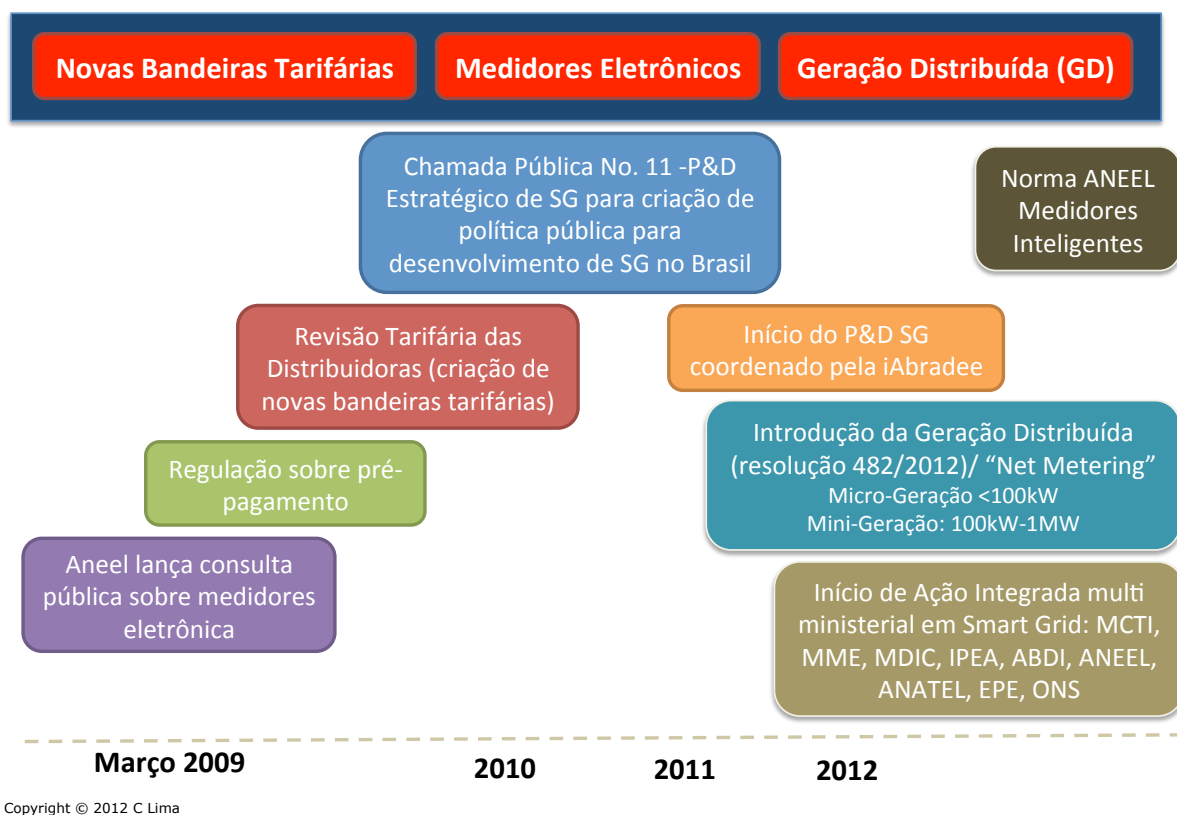 Novas Bandeiras Tarifárias
Medidores Eletrônicos
Geração Distribuída (GD)
Chamada Pública No. 11 -P&D
Estratégico de SG para criação de
política pública para
desenvolvimento de SG no Brasil
Norma ANEEL
Medidores
Inteligentes
Revisão Tarifária das
Distribuidoras (criação de
novas bandeiras tarifárias)
Início do P&D SG
coordenado pela iAbradee
Regulação sobre pré-
pagamento
Introdução da Geração Distribuída
(resolução 482/2012)/ “Net Metering”
Micro-Geração <100kW
Mini-Geração: 100kW-1MW
Aneel lança consulta
pública sobre medidores
eletrônica
Início de Ação Integrada multi
ministerial em Smart Grid: MCTI,
MME, MDIC, IPEA, ABDI, ANEEL,
ANATEL, EPE, ONS
Março 2009
2010
2011
2012
Copyright © 2012 C Lima